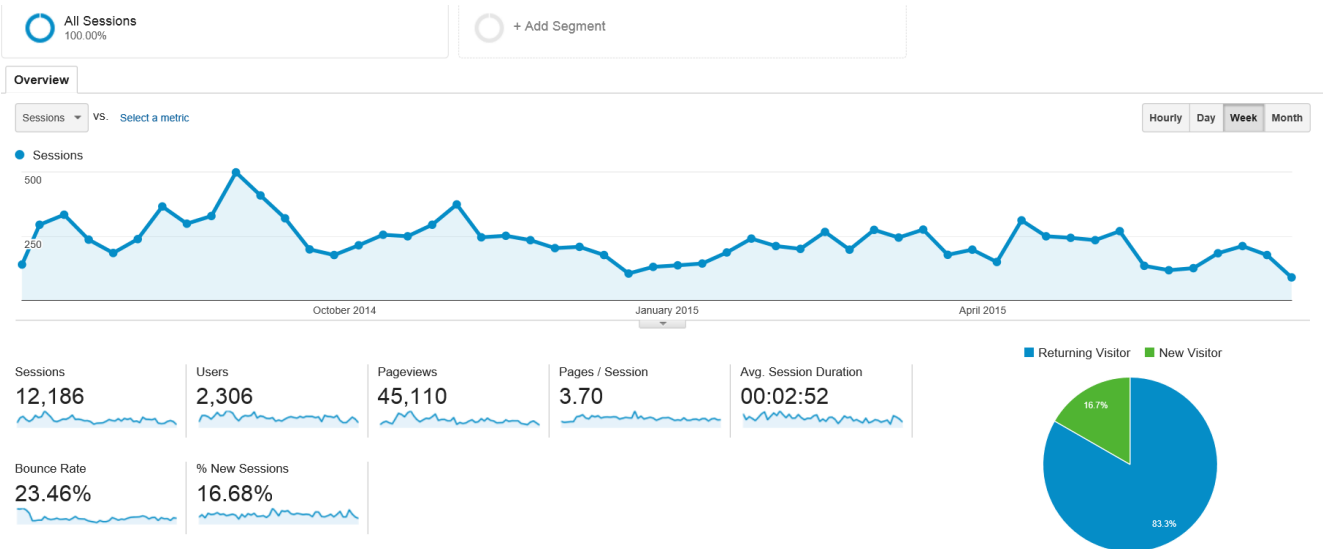 All Sessions
100.00%
+ Add Segment
Overview
Sessions VS. Select a metric
Hourly Day Week Month
Sessions
500
250
October 2014 January 2015 April 2015
Returning Visitor New Visitor
Sessions Users Pageviews Pages / Session Avg. Session Duration
12,186 2,306 45,110 3.70 00:02:52
16.7%
Bounce Rate % New Sessions
23.46% 16.68%
83.3%